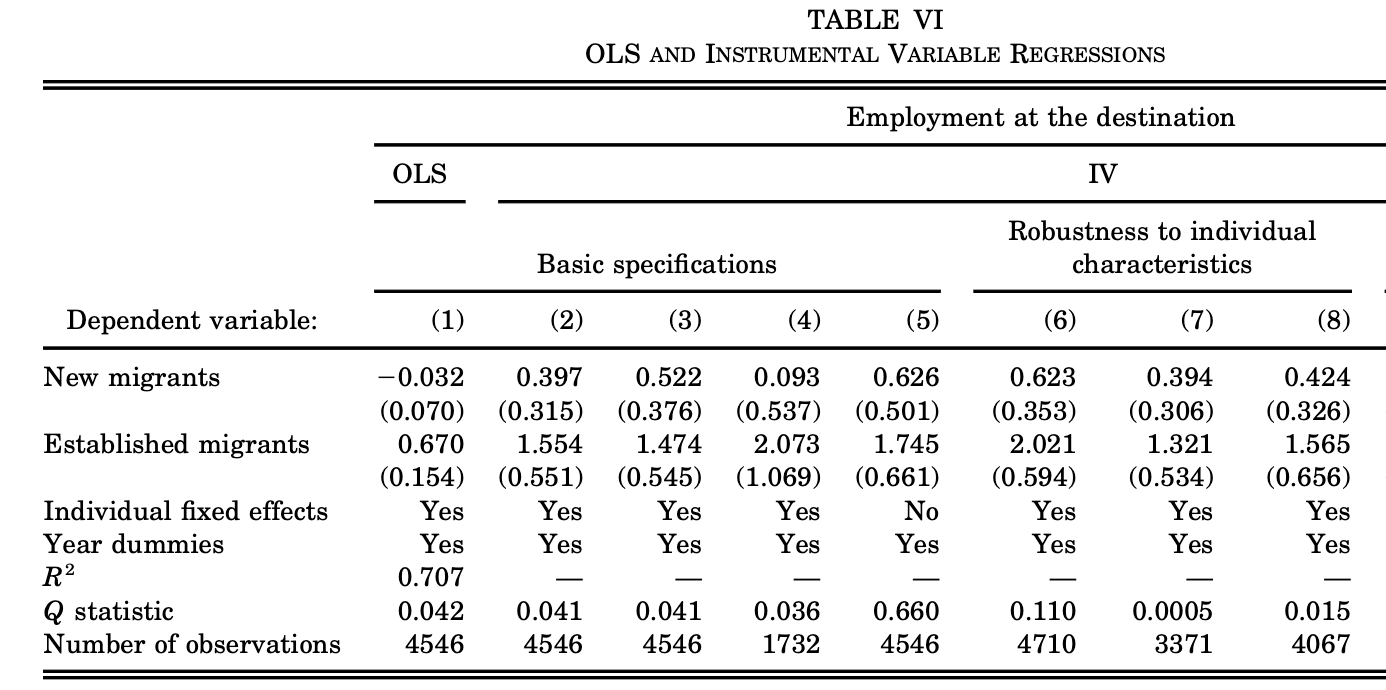 TABLE VI
OLS AND INSTRUMENTAL VARIABLE REGRESSIONS
Employment at the destination
OLS IV
Basic specifications Robustness to individual characteristics
Dependent variable: (1) (2) (3) (4) (5) (6) (7) (8)
New migrants −0.032 0.397 0.522 0.093 0.626 0.623 0.394 0.424
(0.070) (0.315) (0.376) (0.537) (0.501) (0.353) (0.306) (0.326)
Established migrants 0.670 1.554 1.474 2.073 1.745 2.021 1.321 1.565
(0.154) (0.551) (0.545) (1.069) (0.661) (0.594) (0.534) (0.656)
Individual fixed effects Yes Yes Yes Yes No Yes Yes Yes
Year dummies Yes Yes Yes Yes Yes Yes Yes Yes
R² 0.707 — — — — — — —
Q statistic 0.042 0.041 0.041 0.036 0.660 0.110 0.0005 0.015
Number of observations 4546 4546 4546 1732 4546 4710 3371 4067